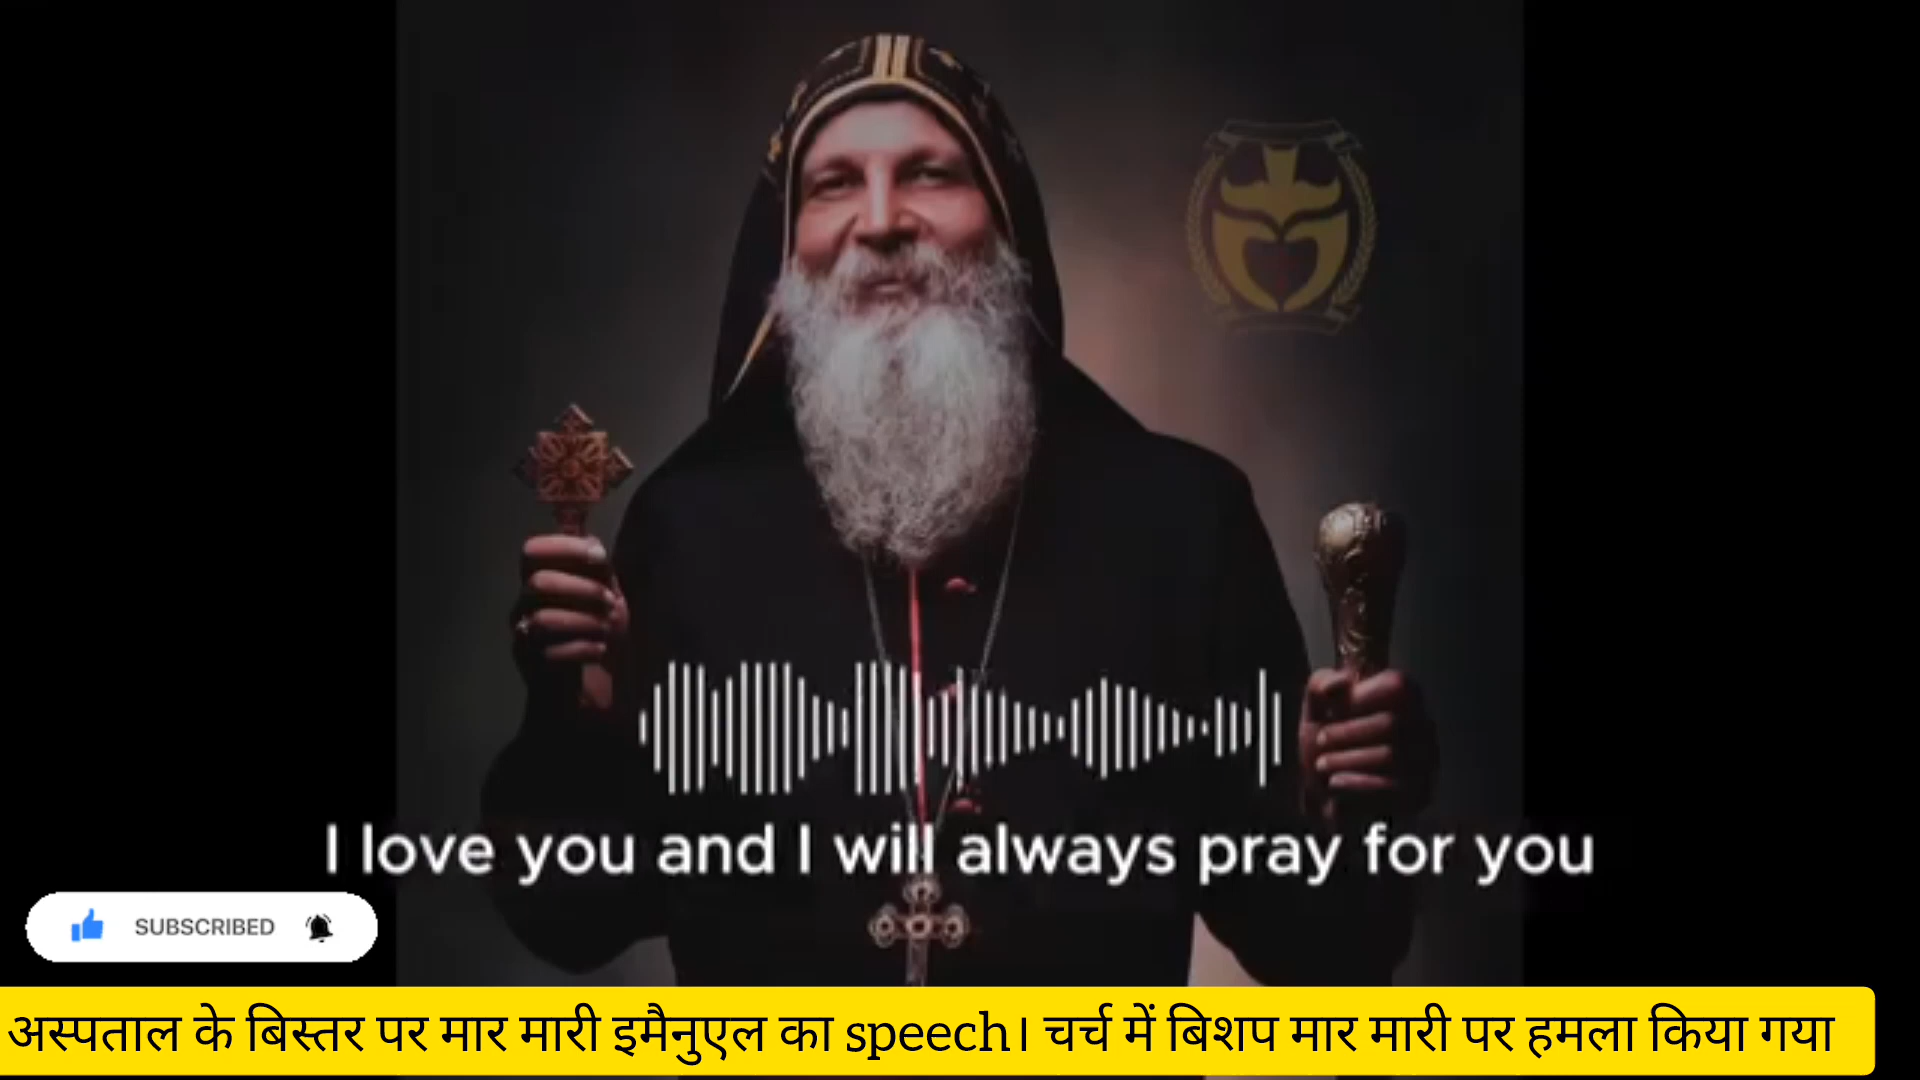 I love you and I will always pray for you
SUBSCRIBED
अस्पताल के बिस्तर पर मार मारी इमैनुएल का speech। चर्च में बिशप मार मारी पर हमला किया गया